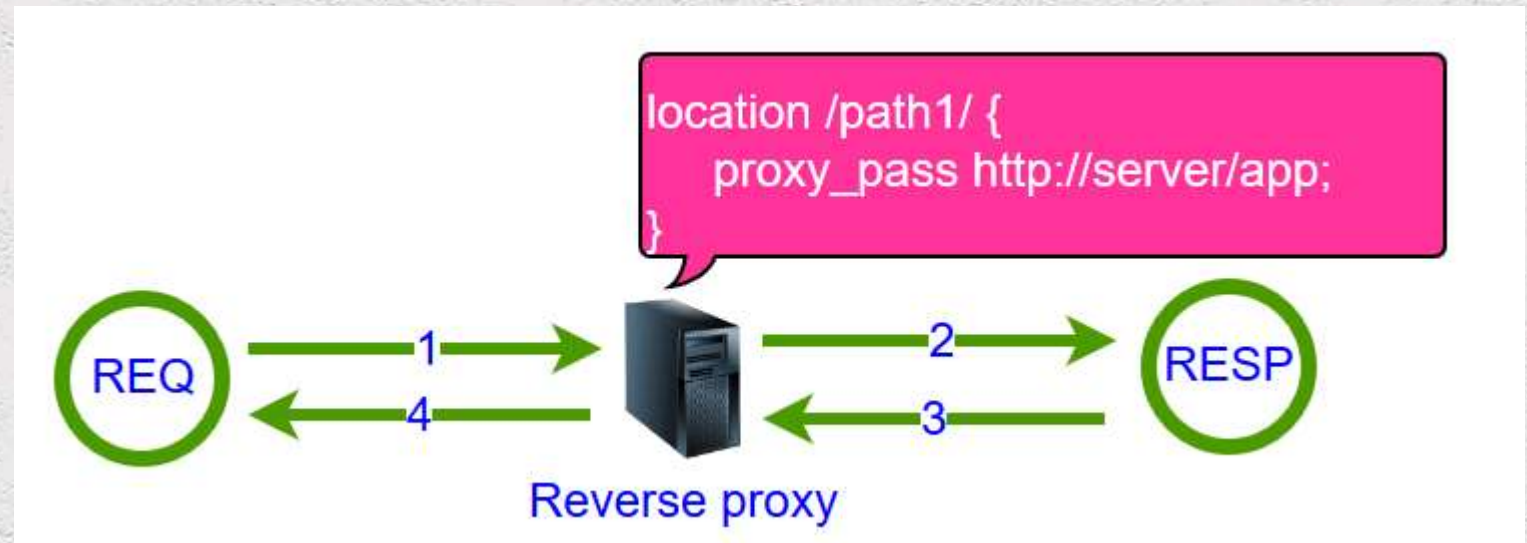 location /path1/ {
proxy_pass http://server/app;
}
REQ
1
2
RESP
4
3
Reverse proxy